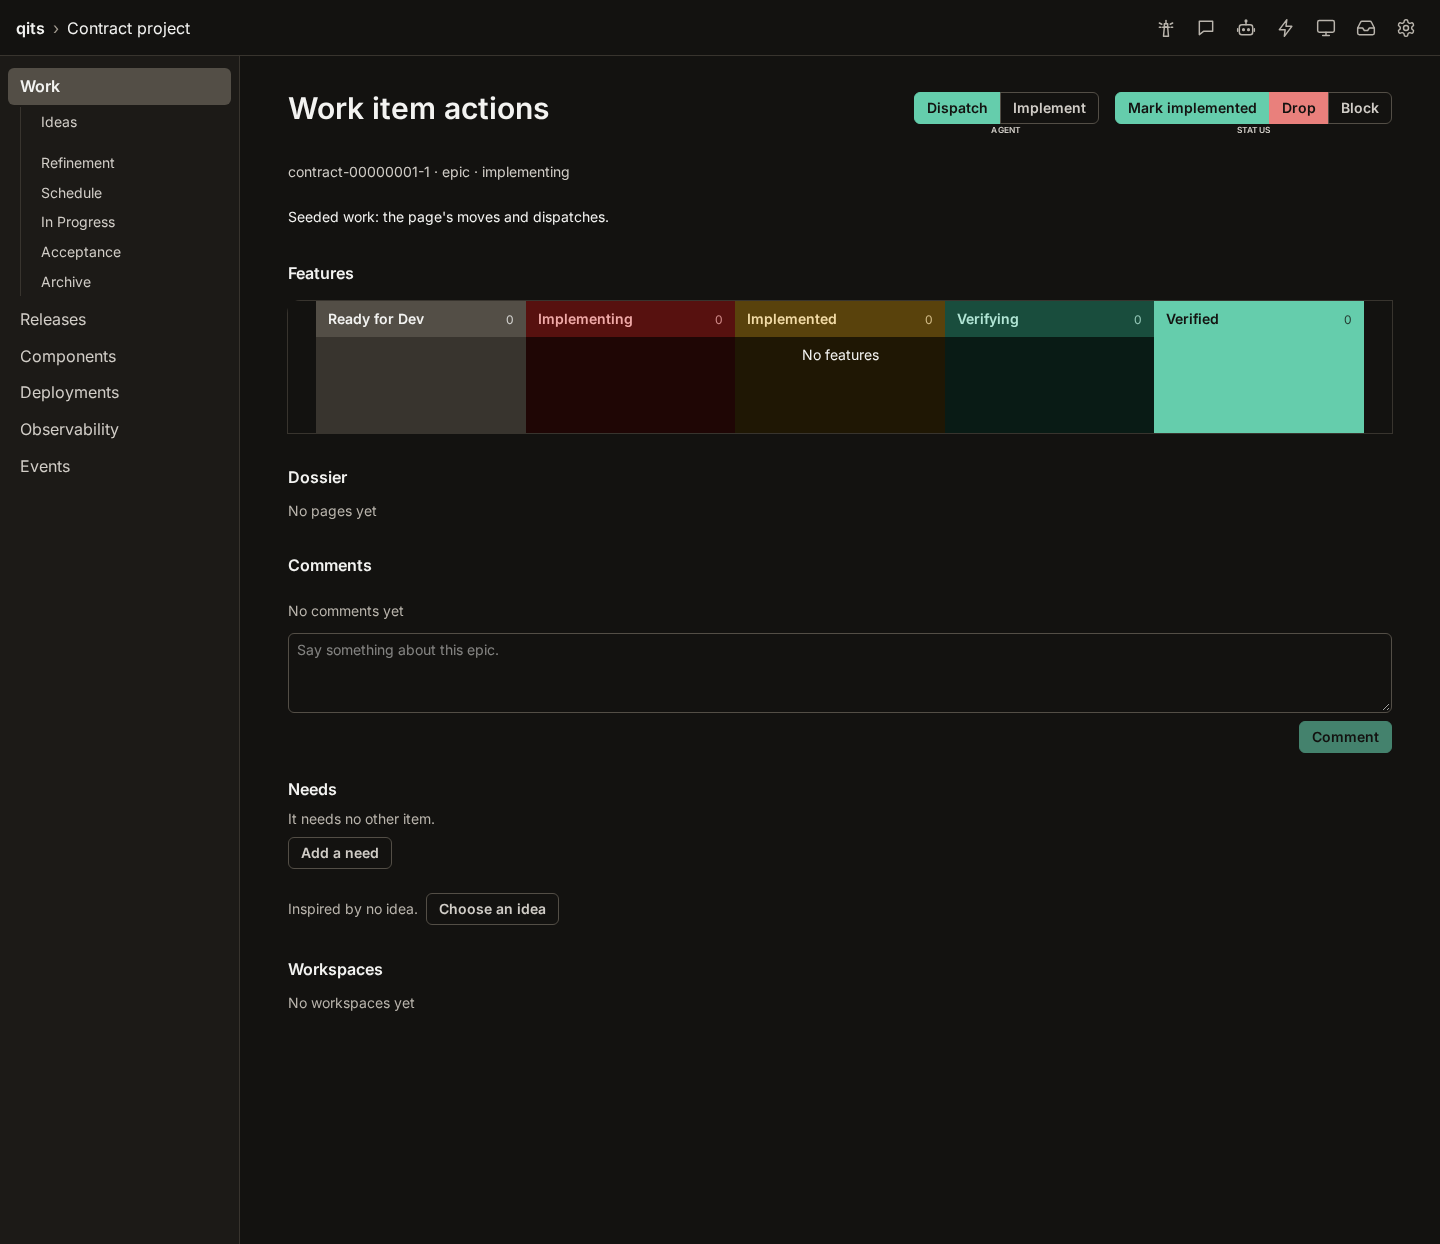 qits › Contract project
Work
Ideas
Refinement
Schedule
In Progress
Acceptance
Archive
Releases
Components
Deployments
Observability
Events
Work item actions
Dispatch Implement
AGENT
Mark implemented Drop Block
STATUS
contract-00000001-1 · epic · implementing
Seeded work: the page's moves and dispatches.
Features
Ready for Dev 0 Implementing 0 Implemented 0 Verifying 0 Verified 0
No features
Dossier
No pages yet
Comments
No comments yet
Say something about this epic.
Comment
Needs
It needs no other item.
Add a need
Inspired by no idea. Choose an idea
Workspaces
No workspaces yet